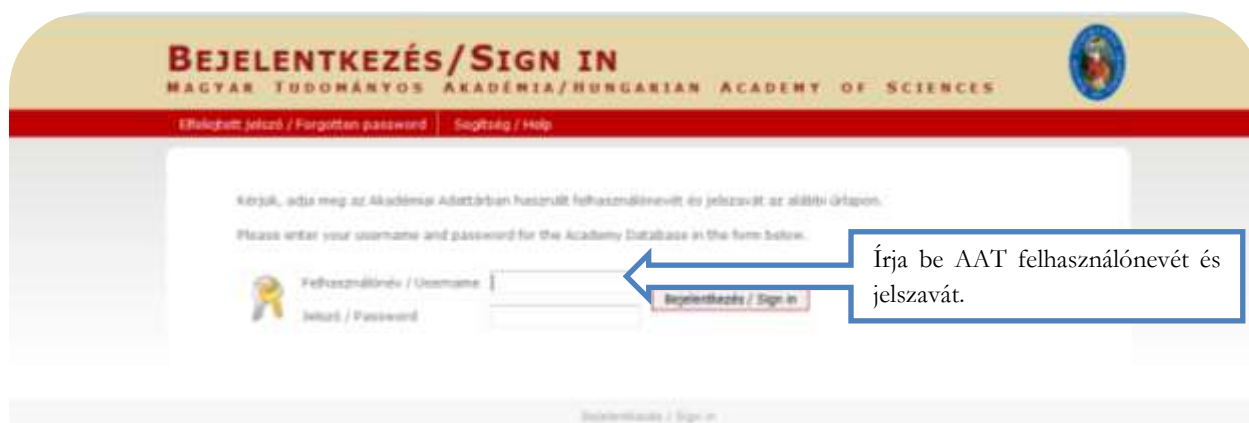 BEJELENTKEZÉS/SIGN IN
MAGYAR TUDOMÁNYOS AKADÉMIA/HUNGARIAN ACADEMY OF SCIENCES
Elfelejtett jelszó / Forgotten password Segítség / Help
Kérjük, adja meg az Akadémiai Adattárban használt felhasználónevét és jelszavát az alábbi űrlapon.
Please enter your username and password for the Academy Database in the form below.
Írja be AAT felhasználónevét és
jelszavát.
Felhasználónév / Username
Bejelentkezés / Sign in
Jelszó / Password
Bejelentkezés / Sign in